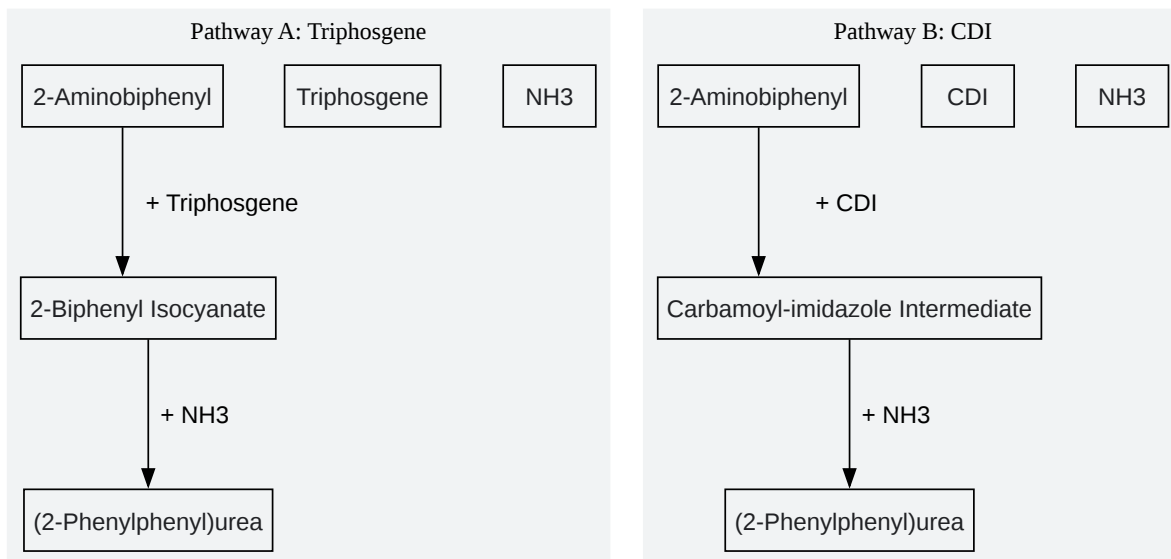 Pathway A: Triphosgene
2-Aminobiphenyl
Triphosgene
NH3
+ Triphosgene
2-Biphenyl Isocyanate
+ NH3
(2-Phenylphenyl)urea
Pathway B: CDI
2-Aminobiphenyl
CDI
NH3
+ CDI
Carbamoyl-imidazole Intermediate
+ NH3
(2-Phenylphenyl)urea